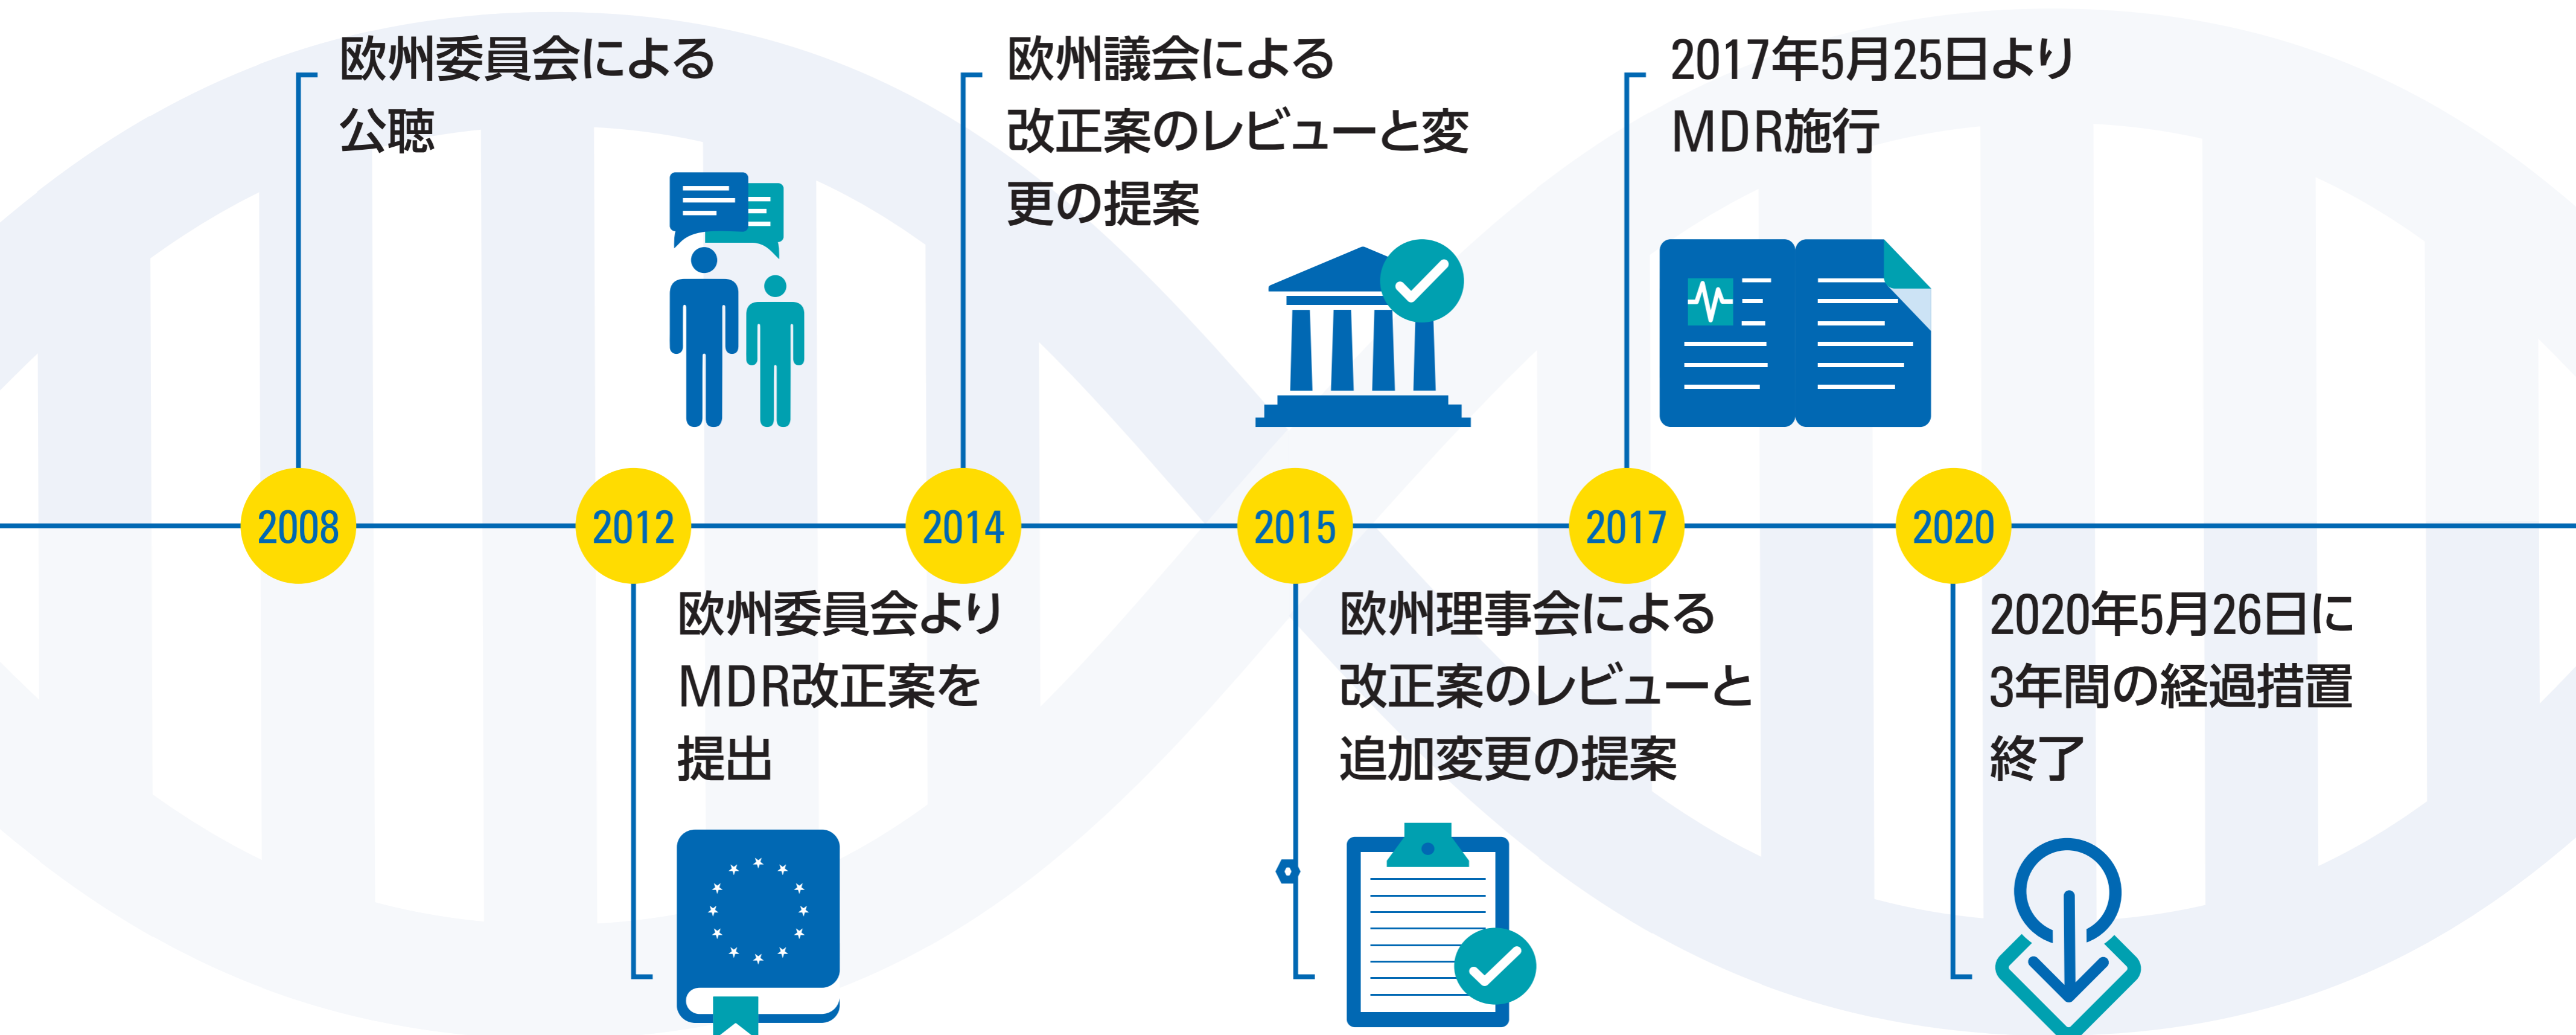 欧州委員会による
公聴
欧州議会による
改正案のレビューと変
更の提案
2017年5月25日より
MDR施行
2008
2012
2014
2015
2017
2020
欧州委員会より
MDR改正案を
提出
欧州理事会による
改正案のレビューと
追加変更の提案
2020年5月26日に
3年間の経過措置
終了